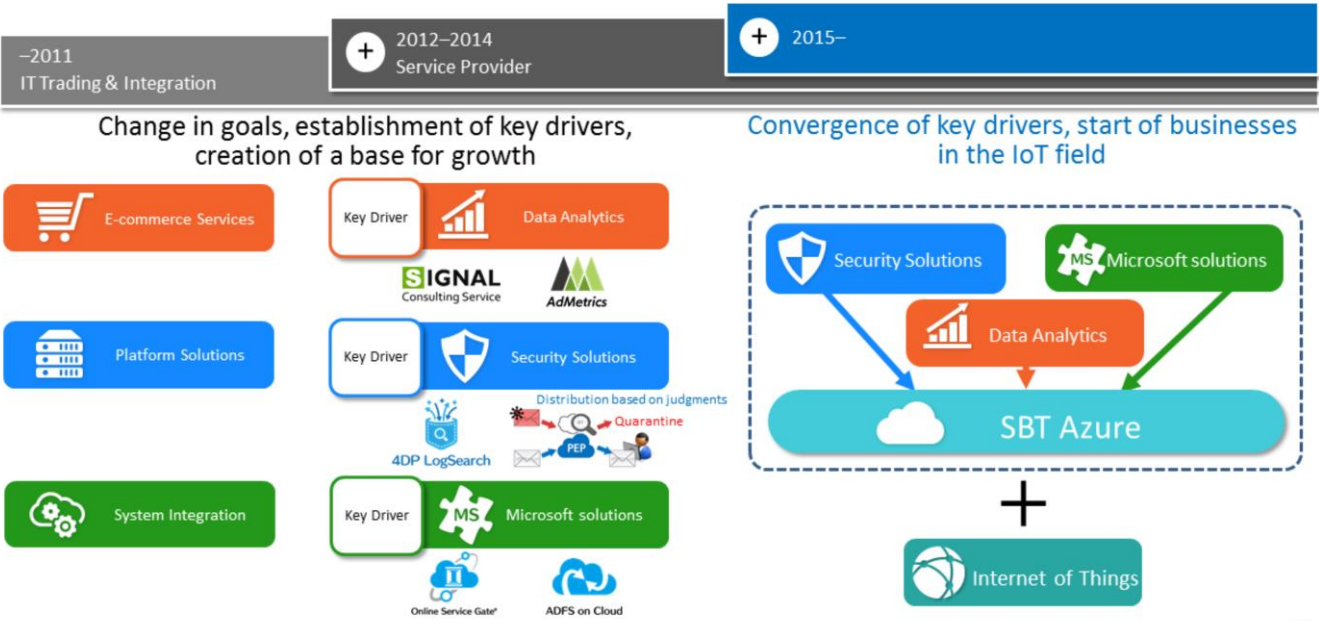 –2011
IT Trading & Integration
+
2012–2014
Service Provider
+
2015–
Change in goals, establishment of key drivers,
creation of a base for growth
Convergence of key drivers, start of businesses
in the IoT field
E-commerce Services
Key Driver
Data Analytics
SIGNAL
Consulting Service
AdMetrics
Platform Solutions
Key Driver
Security Solutions
Distribution based on judgments
Quarantine
PEP
4DP LogSearch
System Integration
Key Driver
MS
Microsoft solutions
Online Service Gate®
ADFS on Cloud
Security Solutions
MS
Microsoft solutions
Data Analytics
SBT Azure
+
Internet of Things